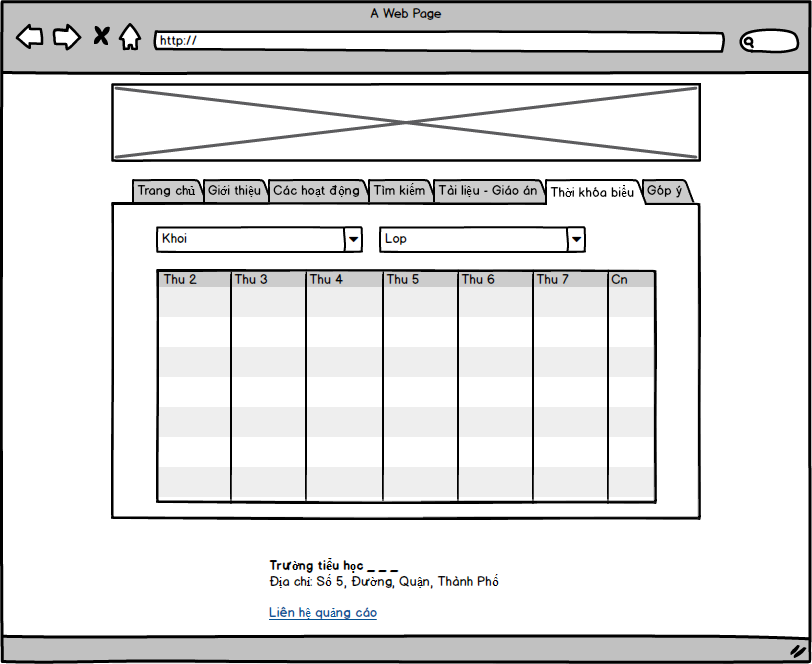 A Web Page
http://
Trang chủ Giới thiệu Các hoạt động Tìm kiếm Tài liệu - Giáo án Thời khóa biểu Góp ý
Khoi Lop
Thu 2 Thu 3 Thu 4 Thu 5 Thu 6 Thu 7 Cn
Trường tiểu học _ _ _
Địa chỉ: Số 5, Đường, Quận, Thành Phố
Liên hệ quảng cáo